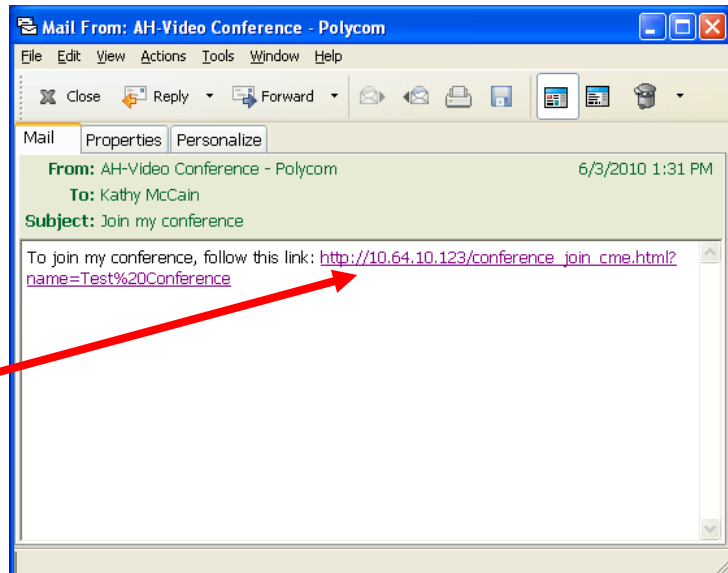 Mail From: AH-Video Conference - Polycom
File Edit View Actions Tools Window Help
Close Reply Forward
Mail Properties Personalize
From: AH-Video Conference - Polycom 6/3/2010 1:31 PM
To: Kathy McCain
Subject: Join my conference
To join my conference, follow this link: http://10.64.10.123/conference_join_cme.html?
name=Test%20Conference